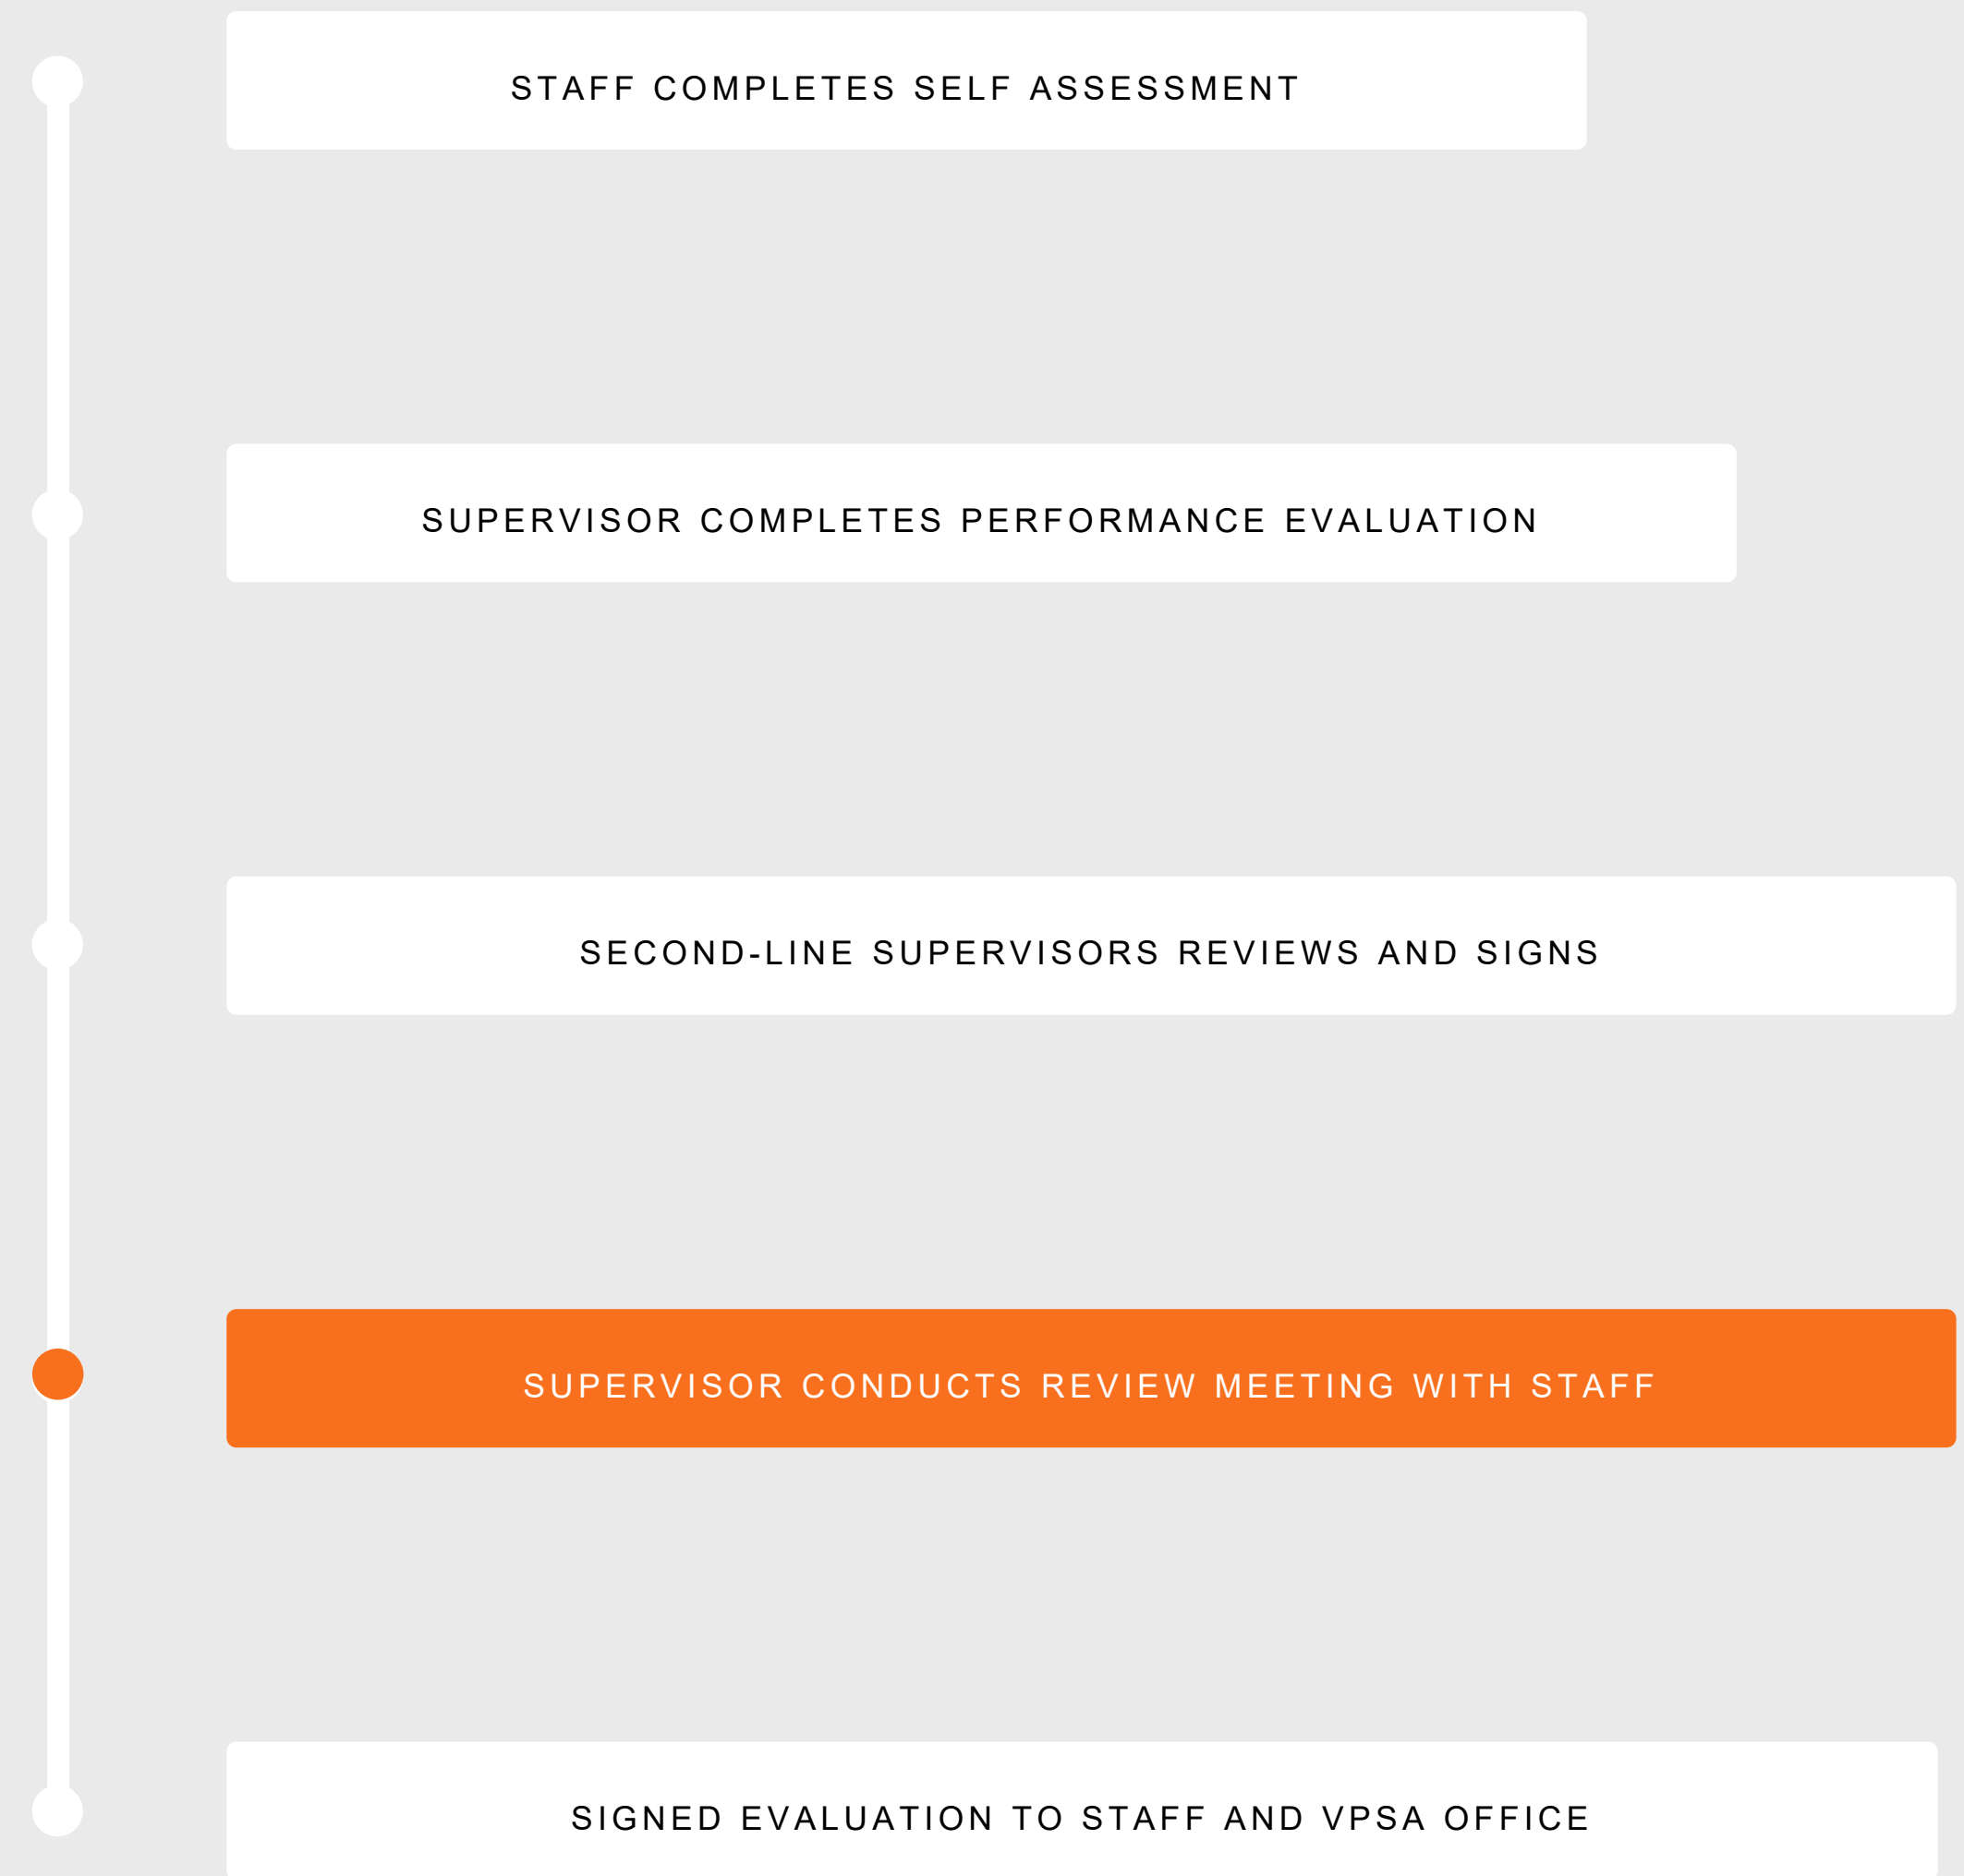 STAFF COMPLETES SELF ASSESSMENT
SUPERVISOR COMPLETES PERFORMANCE EVALUATION
SECOND-LINE SUPERVISORS REVIEWS AND SIGNS
SUPERVISOR CONDUCTS REVIEW MEETING WITH STAFF
SIGNED EVALUATION TO STAFF AND VPSA OFFICE